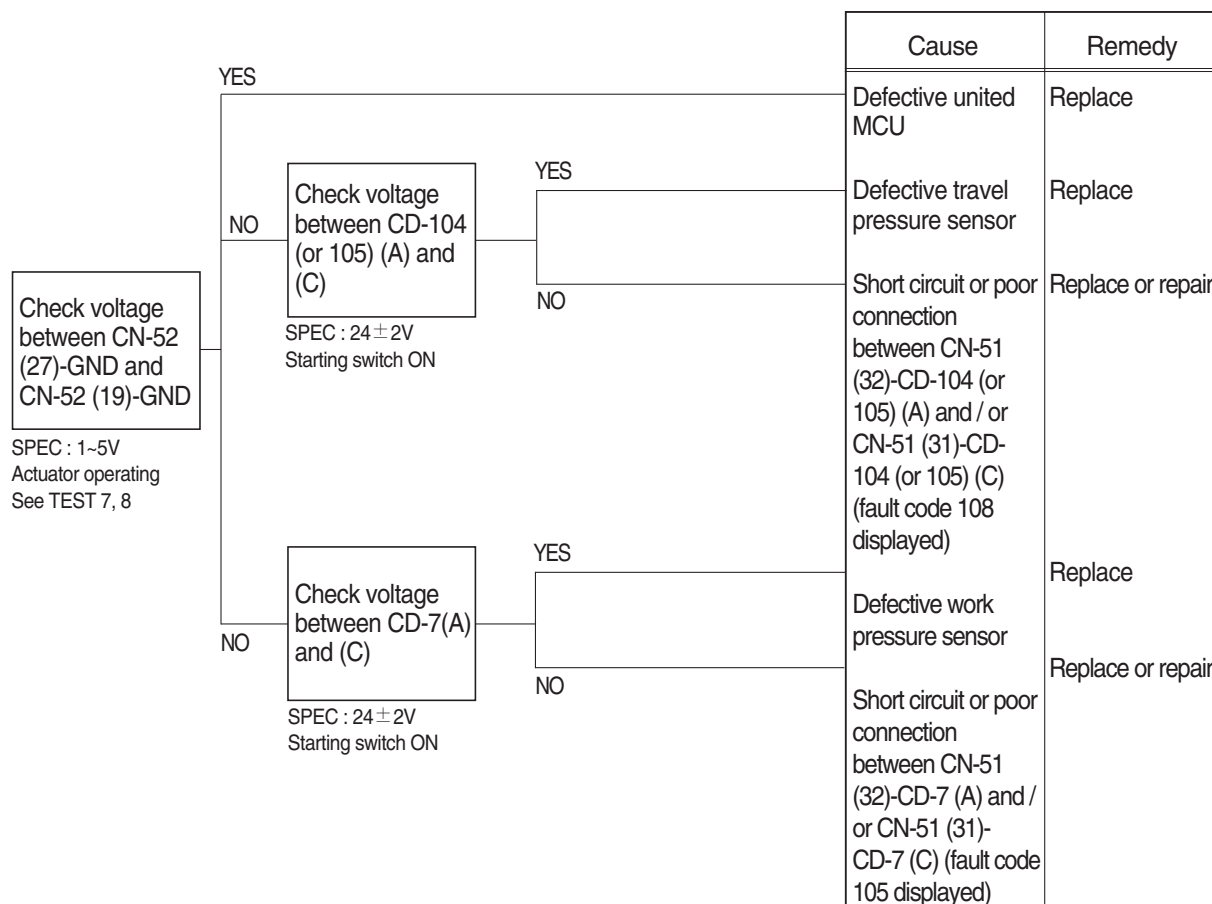 Cause
Remedy
YES
Defective united
MCU
Replace
Check voltage
between CD-104
(or 105) (A) and
(C)
SPEC : 24±2V
Starting switch ON
NO
YES
Defective travel
pressure sensor
Replace
NO
Short circuit or poor
connection
between CN-51
(32)-CD-104 (or
105) (A) and / or
CN-51 (31)-CD-
104 (or 105) (C)
(fault code 108
displayed)
Replace or repair
Check voltage
between CN-52
(27)-GND and
CN-52 (19)-GND
SPEC : 1~5V
Actuator operating
See TEST 7, 8
NO
Check voltage
between CD-7(A)
and (C)
SPEC : 24±2V
Starting switch ON
YES
Defective work
pressure sensor
Replace
NO
Short circuit or poor
connection
between CN-51
(32)-CD-7 (A) and /
or CN-51 (31)-
CD-7 (C) (fault code
105 displayed)
Replace or repair